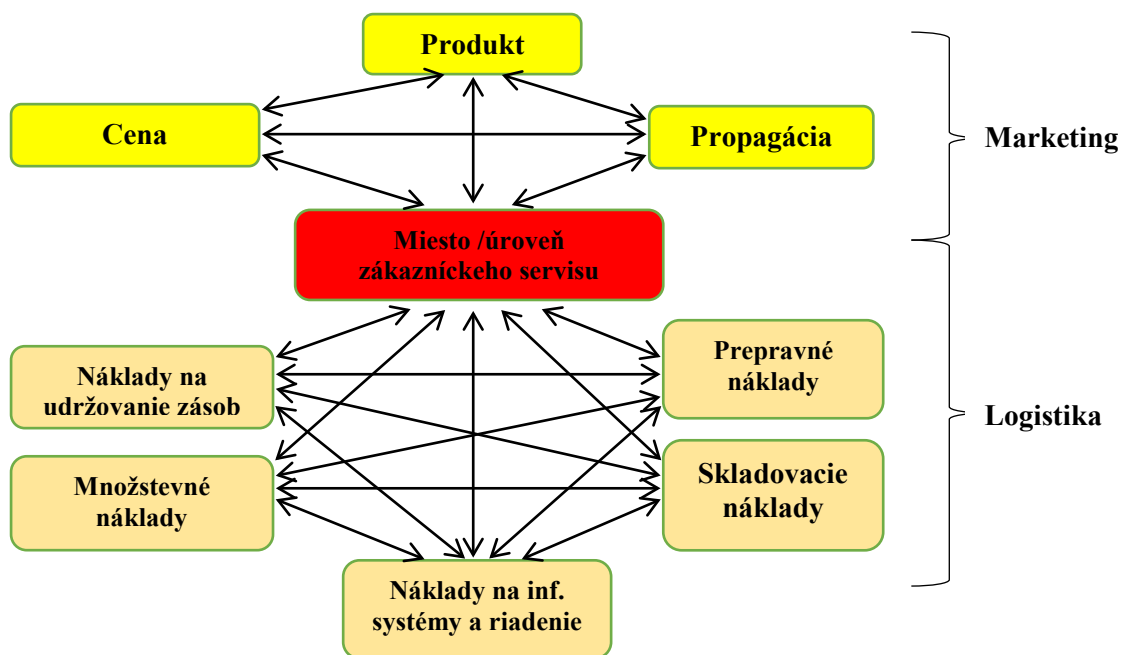 Produkt
Cena
Propagácia
Marketing
Miesto /úroveň
zákazníckeho servisu
Náklady na
udržovanie zásob
Prepravné
náklady
Logistika
Množstevné
náklady
Skladovacie
náklady
Náklady na inf.
systémy a riadenie